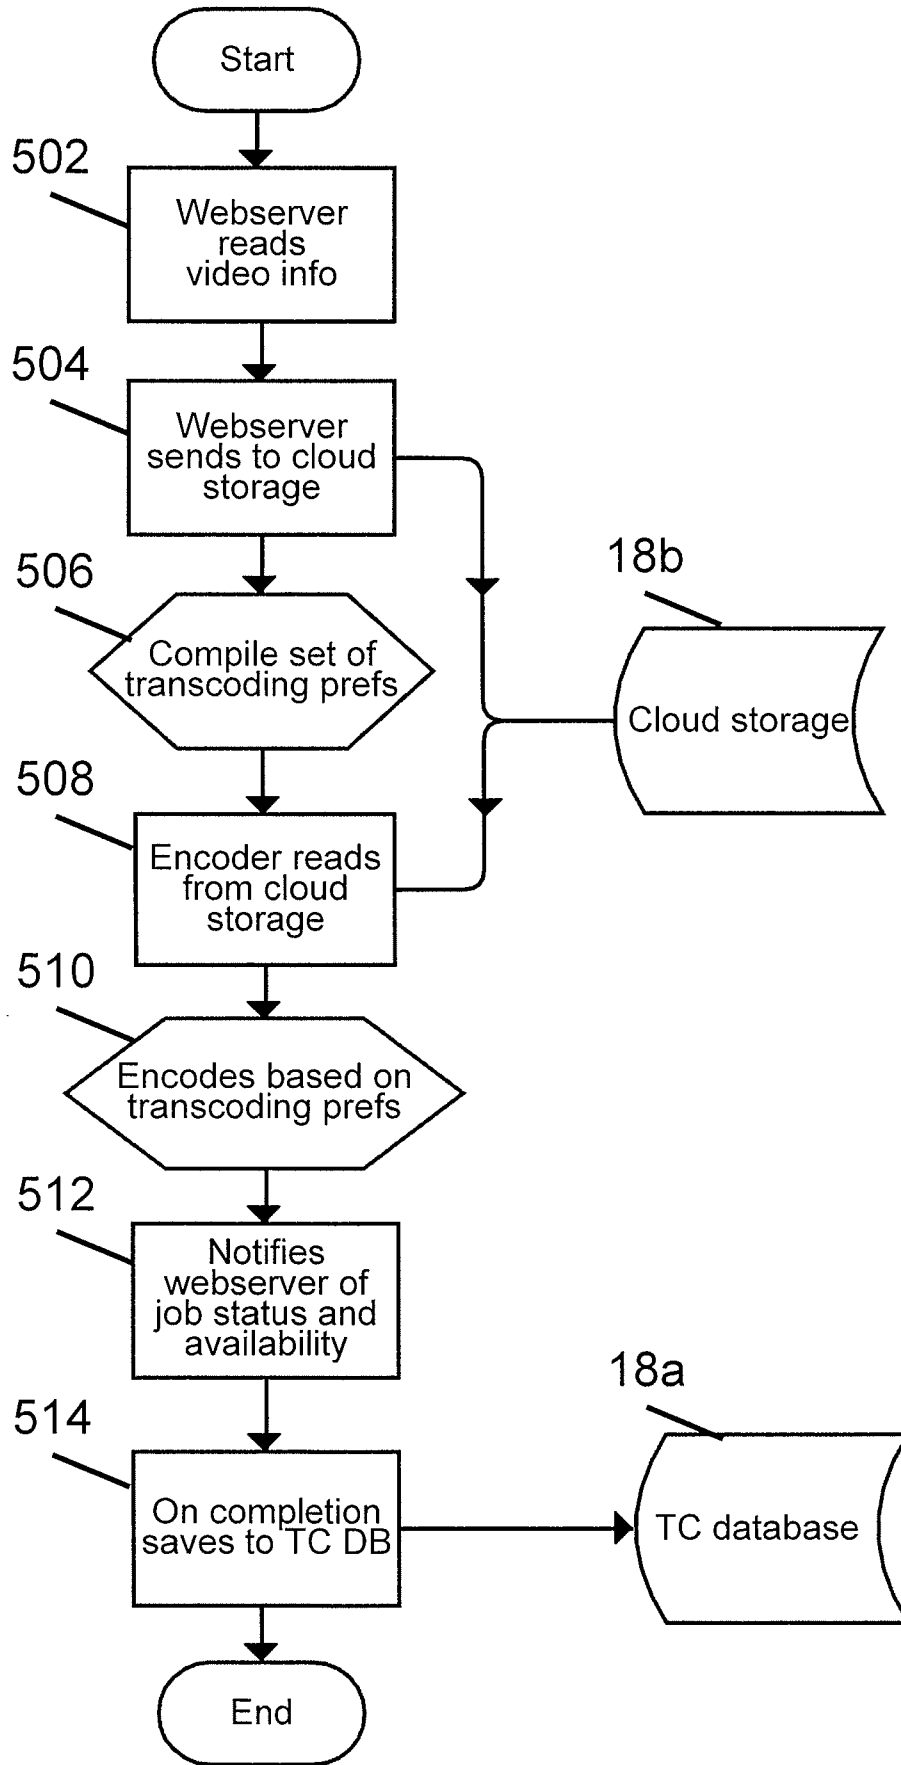 Start
502
Webserver
reads
video info
504
Webserver
sends to cloud
storage
506
Compile set of
transcoding prefs
18b
Cloud storage
508
Encoder reads
from cloud
storage
510
Encodes based on
transcoding prefs
512
Notifies
webserver of
job status and
availability
514
On completion
saves to TC DB
18a
TC database
End